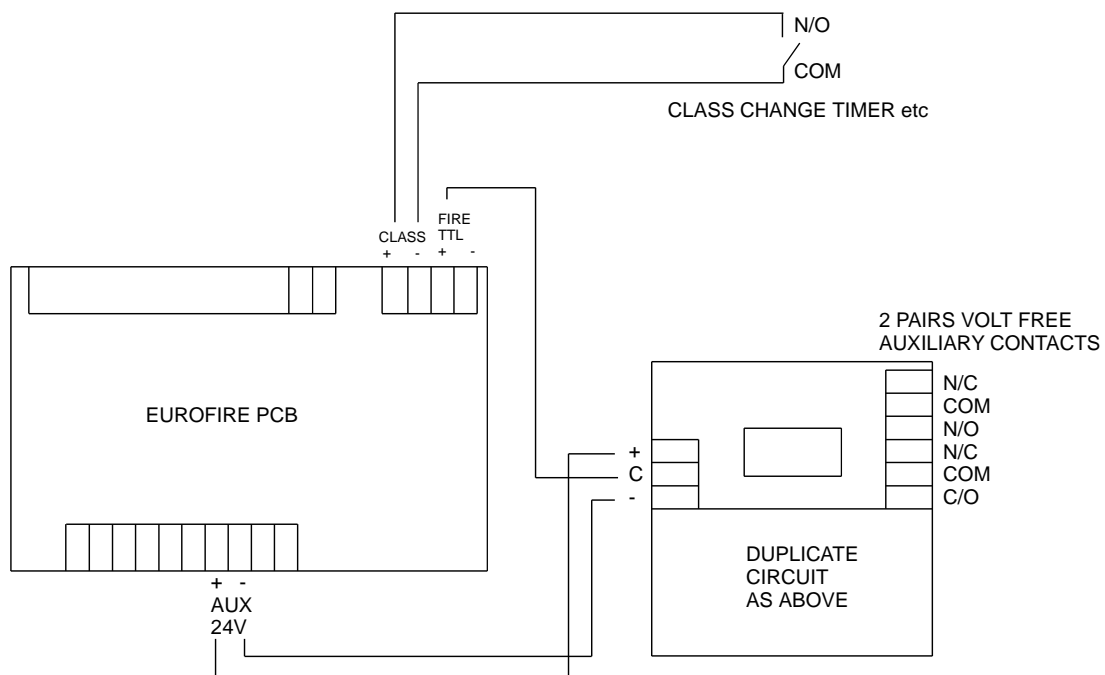 N/O
COM
CLASS CHANGE TIMER etc
FIRE
TTL
CLASS
+ - + -
2 PAIRS VOLT FREE
AUXILIARY CONTACTS
N/C
COM
N/O
N/C
COM
C/O
EUROFIRE PCB
+
C
-
DUPLICATE
CIRCUIT
AS ABOVE
+ -
AUX
24V